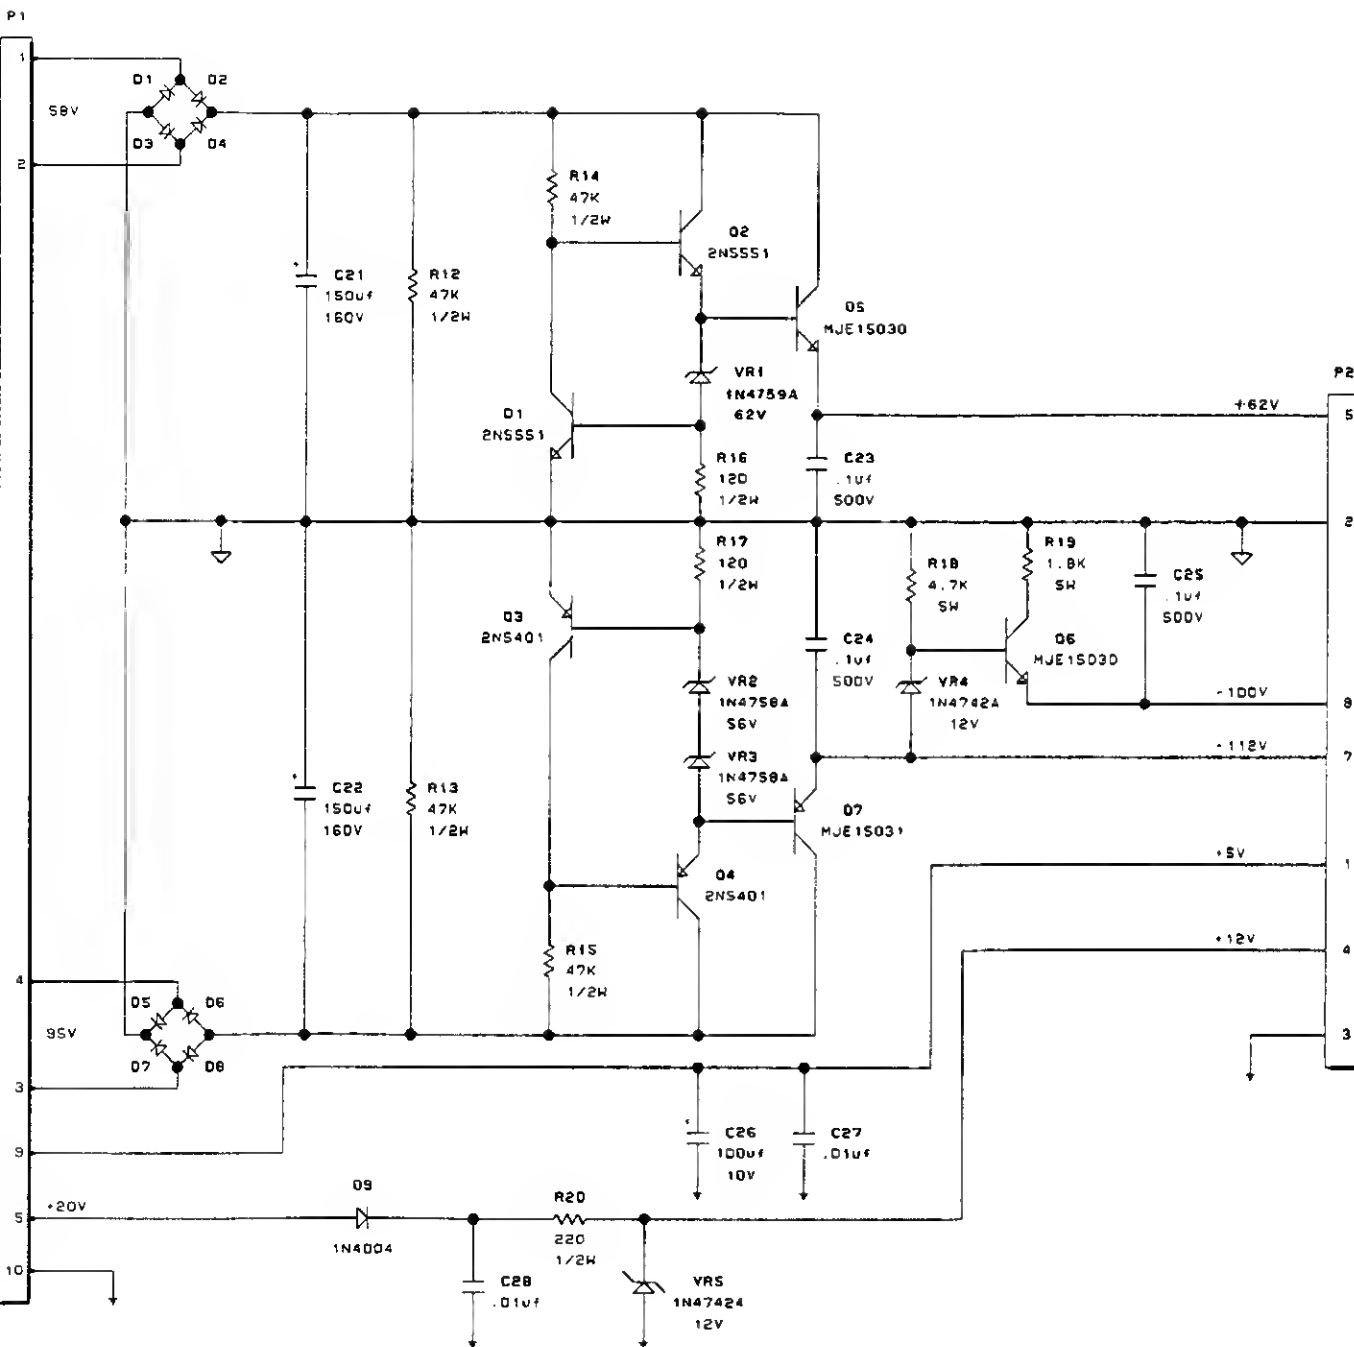 P1
1
D1 D2
58V
D3 D4
2
R14
47K
1/2W
Q2
2N5551
C21
150uf
160V
R12
47K
1/2W
Q5
MJE15030
VR1
1N4759A
62V
P2
+62V
5
Q1
2N5551
R16
120
1/2W
C23
.1uf
500V
2
R17
120
1/2W
R18
4.7K
5W
R19
1.8K
5W
C25
.1uf
500V
Q3
2N5401
C24
.1uf
500V
Q6
MJE15030
VR2
1N4758A
56V
VR4
1N4742A
12V
-100V
8
-112V
7
VR3
1N4758A
56V
C22
150uf
160V
R13
47K
1/2W
Q7
MJE15031
+5V
1
Q4
2N5401
+12V
4
R15
47K
1/2W
4
D5 D6
95V
D7 D8
3
3
C26
100uf
10V
C27
.01uf
9
+20V
5
D9
1N4004
R20
220
1/2W
10
C28
.01uf
VR5
1N47424
12V